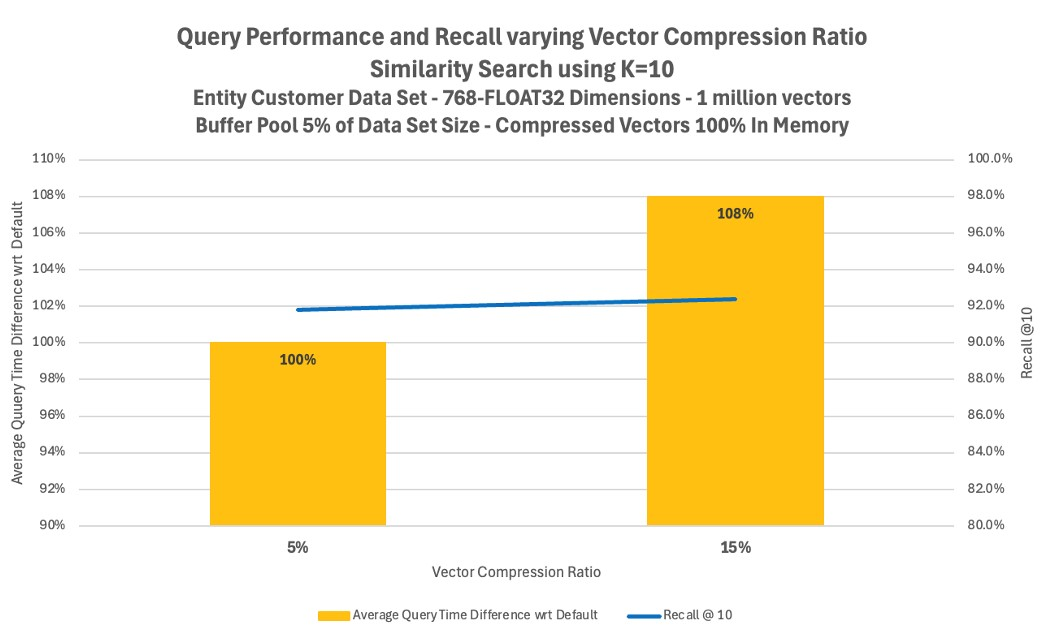 Query Performance and Recall varying Vector Compression Ratio
Similarity Search using K=10
Entity Customer Data Set - 768-FLOAT32 Dimensions - 1 million vectors
Buffer Pool 5% of Data Set Size - Compressed Vectors 100% In Memory
Average Quuery Time Difference wrt Default
110%
108%
106%
104%
102%
100%
98%
96%
94%
92%
90%
108%
100%
100.0%
98.0%
96.0%
94.0%
92.0%
90.0%
88.0%
86.0%
84.0%
82.0%
80.0%
Recall @10
5%
15%
Vector Compression Ratio
Average Query Time Difference wrt Default
Recall @ 10